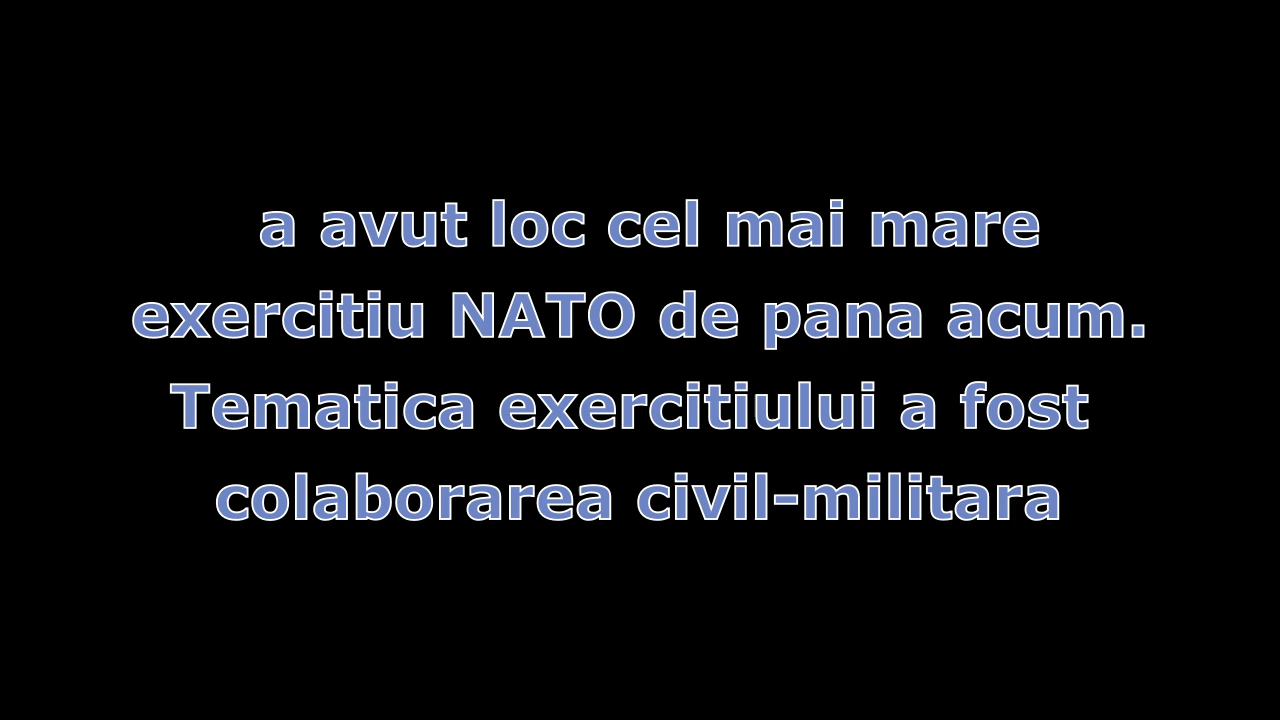 a avut loc cel mai mare
exercitiu NATO de pana acum.
Tematica exercitiului a fost
colaborarea civil-militara